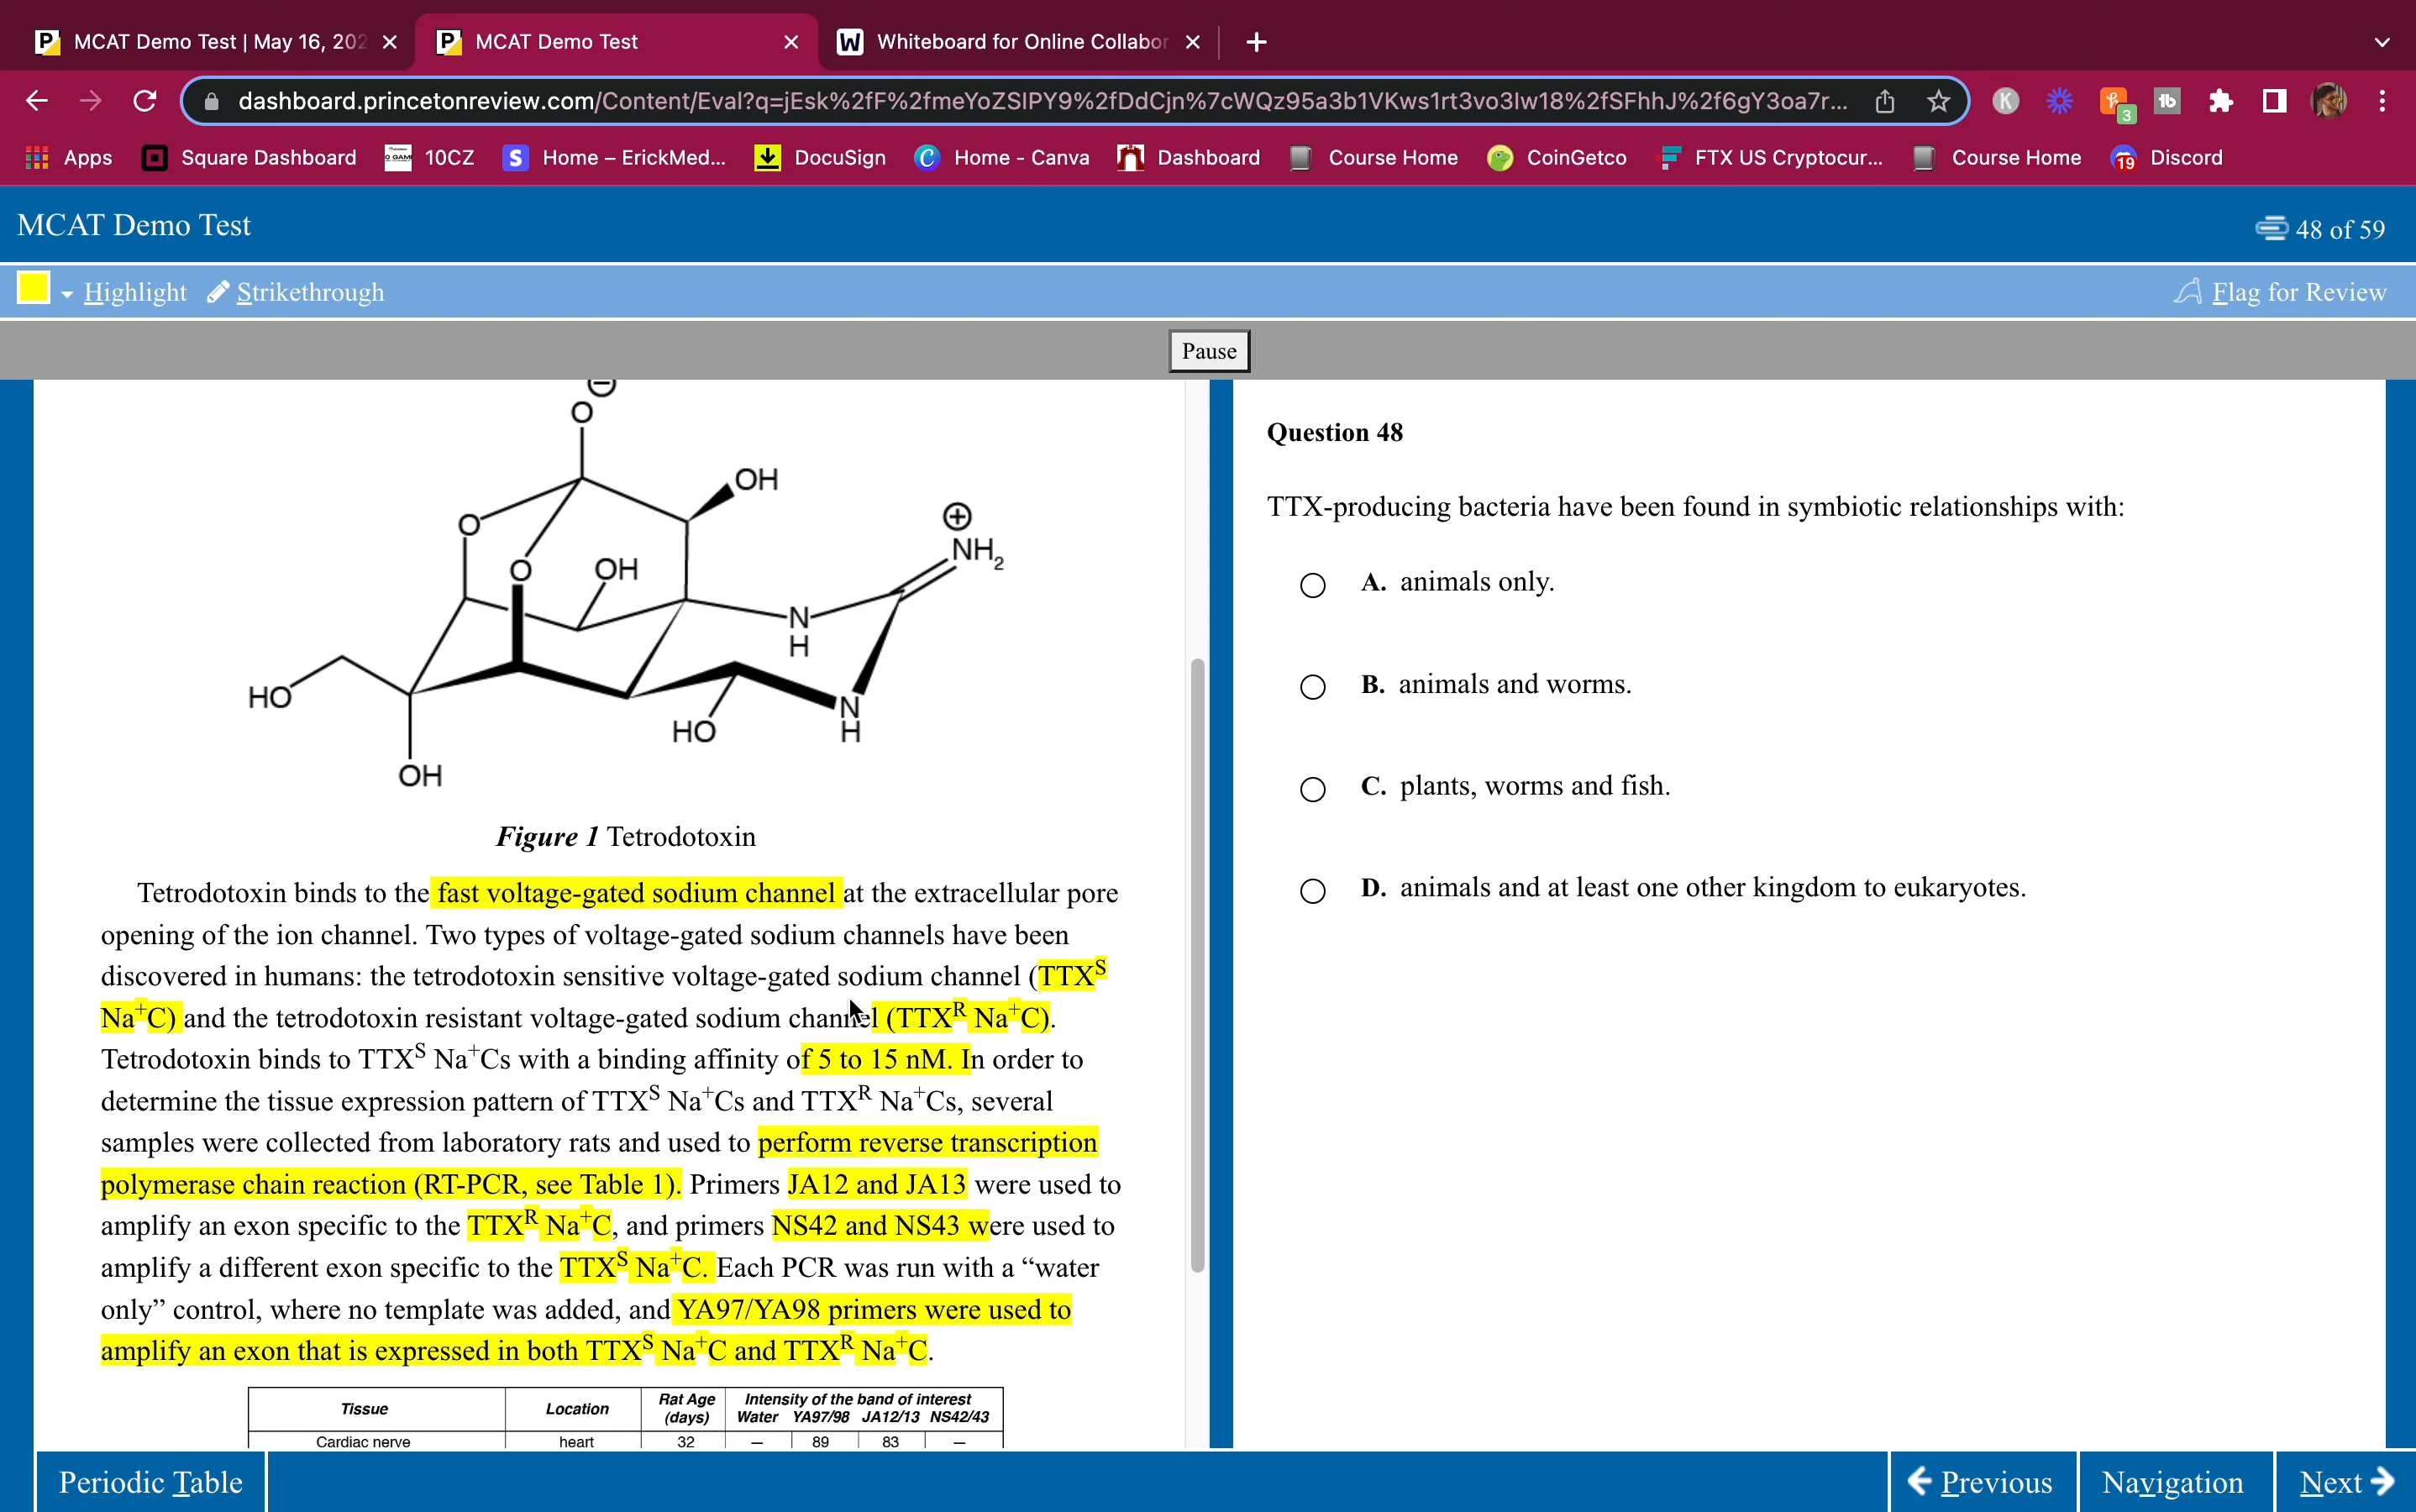 MCAT Demo Test | May 16, 202
MCAT Demo Test
Whiteboard for Online Collabor
dashboard.princetonreview.com/Content/Eval?q=jEsk%2fF%2fmeYoZSIPY9%2fDdCjn%7cWQz95a3b1VKws1rt3vo3lw18%2fSFhhJ%2f6gY3oa7r...
K
3
Apps
Square Dashboard
10CZ
S
Home – ErickMed...
DocuSign
C
Home - Canva
Dashboard
Course Home
CoinGetco
FTX US Cryptocur...
Course Home
19
Discord
MCAT Demo Test
48 of 59
Highlight
Strikethrough
Flag for Review
Pause
O
OH
O
O
OH
⊕
NH₂
N
H
HO
HO
N
H
OH
Figure 1 Tetrodotoxin
Tetrodotoxin binds to the fast voltage-gated sodium channel at the extracellular pore
opening of the ion channel. Two types of voltage-gated sodium channels have been
discovered in humans: the tetrodotoxin sensitive voltage-gated sodium channel (TTXˢ
Na⁺C) and the tetrodotoxin resistant voltage-gated sodium channel (TTXᴿ Na⁺C).
Tetrodotoxin binds to TTXˢ Na⁺Cs with a binding affinity of 5 to 15 nM. In order to
determine the tissue expression pattern of TTXˢ Na⁺Cs and TTXᴿ Na⁺Cs, several
samples were collected from laboratory rats and used to perform reverse transcription
polymerase chain reaction (RT-PCR, see Table 1). Primers JA12 and JA13 were used to
amplify an exon specific to the TTXᴿ Na⁺C, and primers NS42 and NS43 were used to
amplify a different exon specific to the TTXˢ Na⁺C. Each PCR was run with a “water
only” control, where no template was added, and YA97/YA98 primers were used to
amplify an exon that is expressed in both TTXˢ Na⁺C and TTXᴿ Na⁺C.
Tissue Location Rat Age (days) Intensity of the band of interest
Water YA97/98 JA12/13 NS42/43
Cardiac nerve heart 32 — 89 83 —
Question 48
TTX-producing bacteria have been found in symbiotic relationships with:
A. animals only.
B. animals and worms.
C. plants, worms and fish.
D. animals and at least one other kingdom to eukaryotes.
Periodic Table
Previous
Navigation
Next